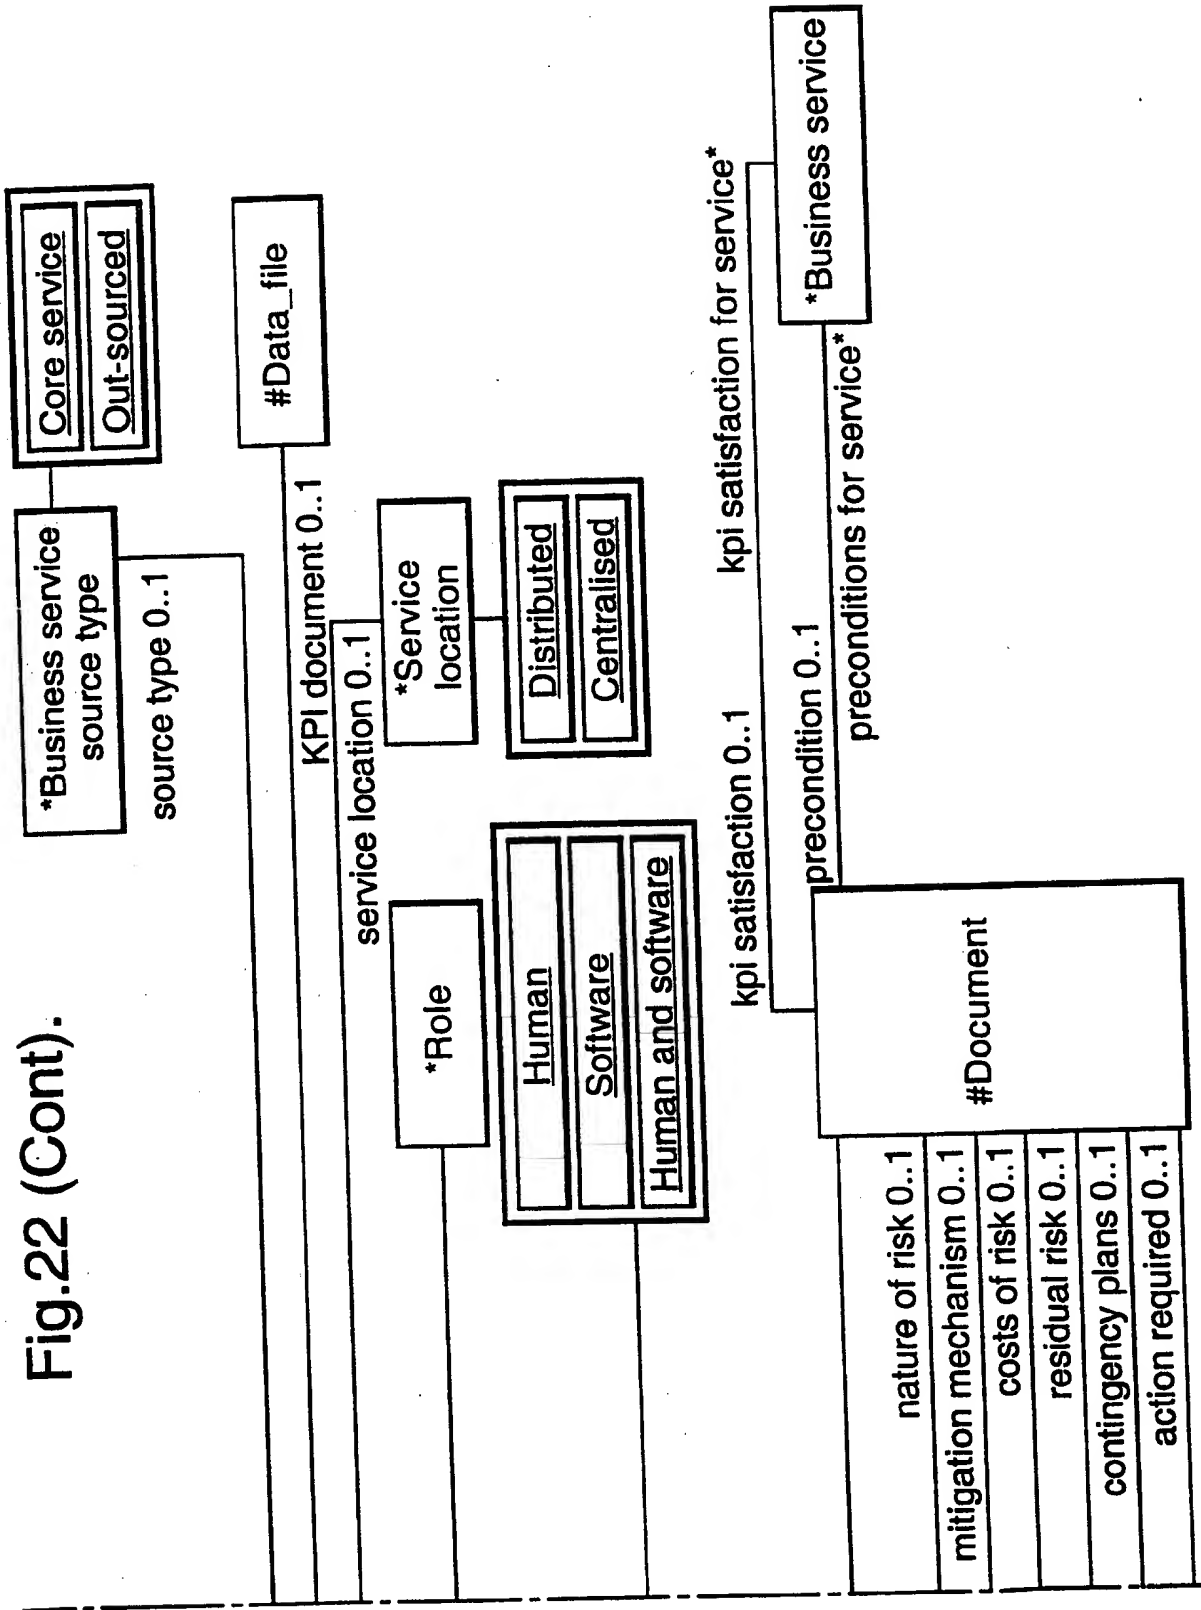 Fig.22 (Cont).
*Business service
source type
Core service
Out-sourced
source type 0..1
#Data_file
KPI document 0..1
service location 0..1
*Service
location
Distributed
Centralised
*Role
Human
Software
Human and software
kpi satisfaction 0..1
kpi satisfaction for service*
precondition 0..1
preconditions for service*
*Business service
#Document
nature of risk 0..1
mitigation mechanism 0..1
costs of risk 0..1
residual risk 0..1
contingency plans 0..1
action required 0..1